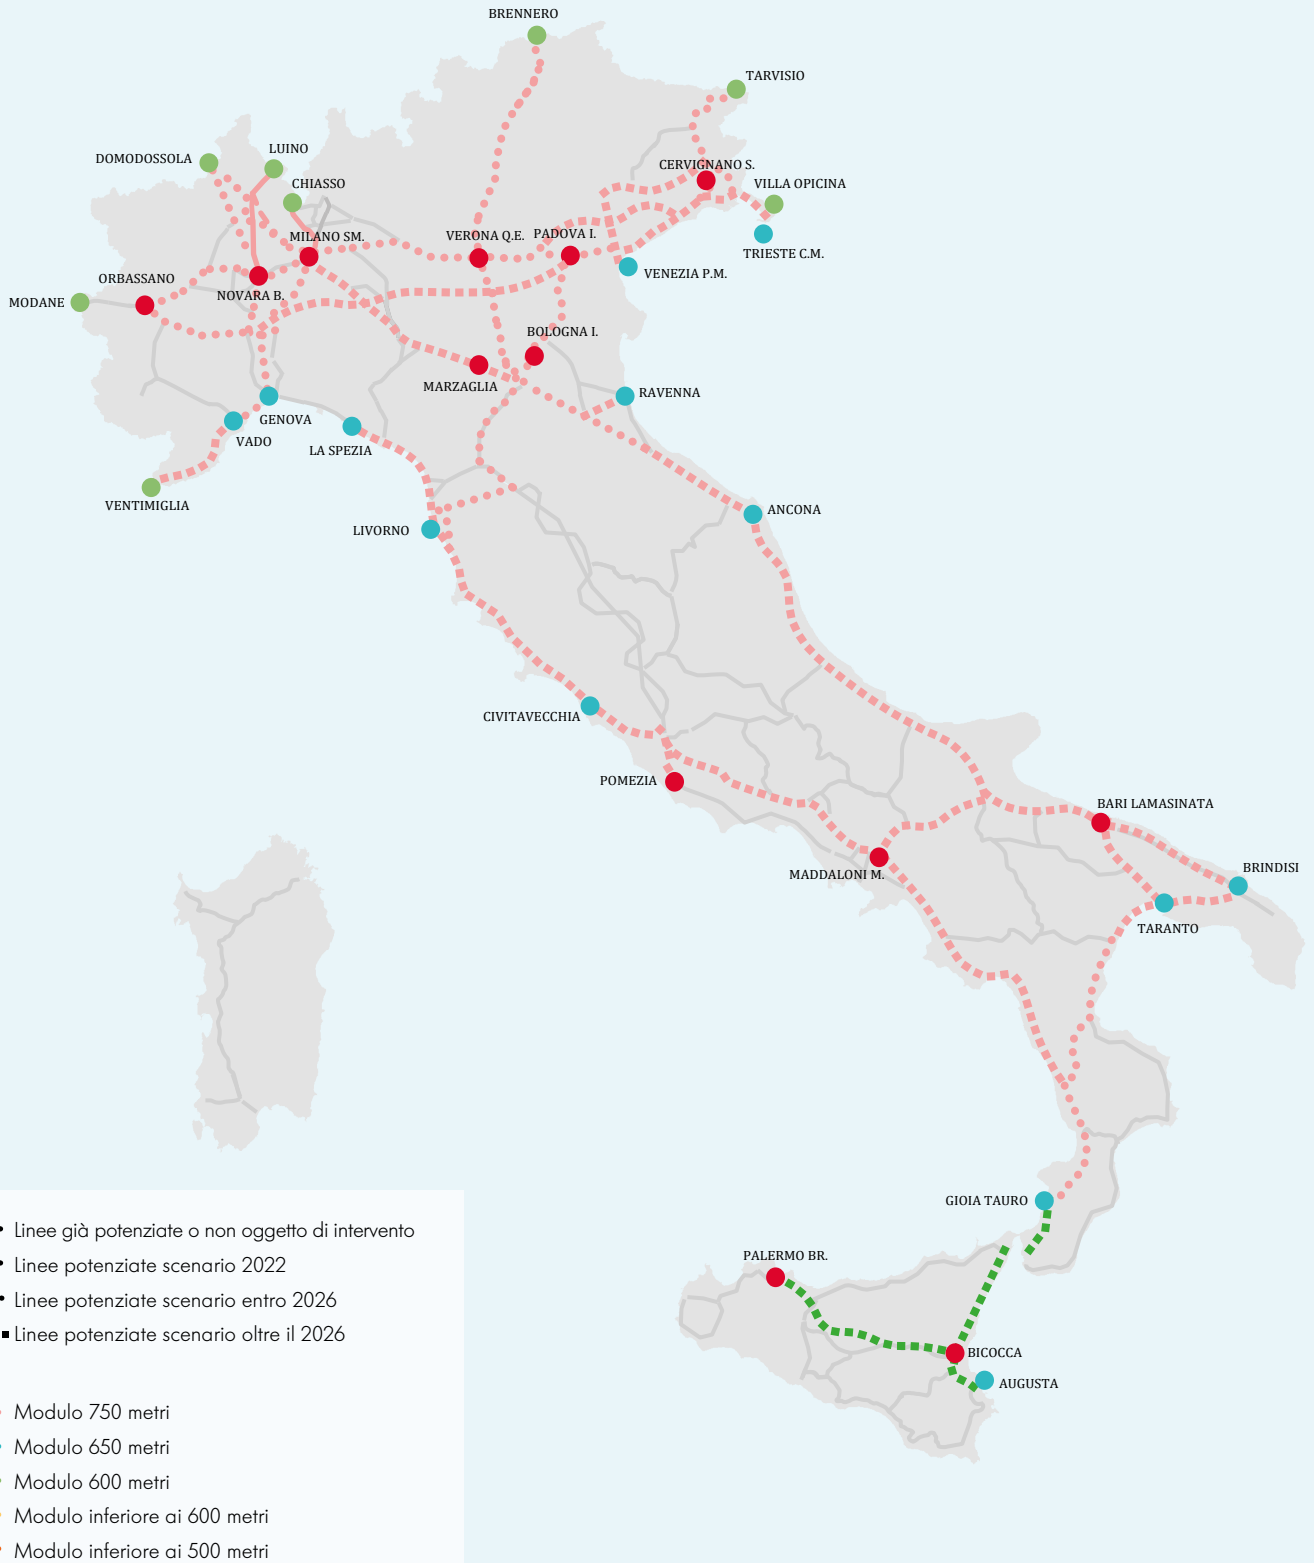 BRENNERO
TARVISIO
LUINO
DOMODOSSOLA
CERVIGNANO S.
CHIASSO
VILLA OPICINA
MILANO SM.
VERONA Q.E.
PADOVA I.
TRIESTE C.M.
VENEZIA P.M.
ORBASSANO
NOVARA B.
MODANE
BOLOGNA I.
MARZAGLIA
RAVENNA
GENOVA
VADO
LA SPEZIA
VENTIMIGLIA
ANCONA
LIVORNO
CIVITAVECCHIA
POMEZIA
BARI LAMASINATA
BRINDISI
MADDALONI M.
TARANTO
GIOIA TAURO
PALERMO BR.
BICOCCA
AUGUSTA
Linee già potenziate o non oggetto di intervento
Linee potenziate scenario 2022
Linee potenziate scenario entro 2026
Linee potenziate scenario oltre il 2026
Modulo 750 metri
Modulo 650 metri
Modulo 600 metri
Modulo inferiore ai 600 metri
Modulo inferiore ai 500 metri